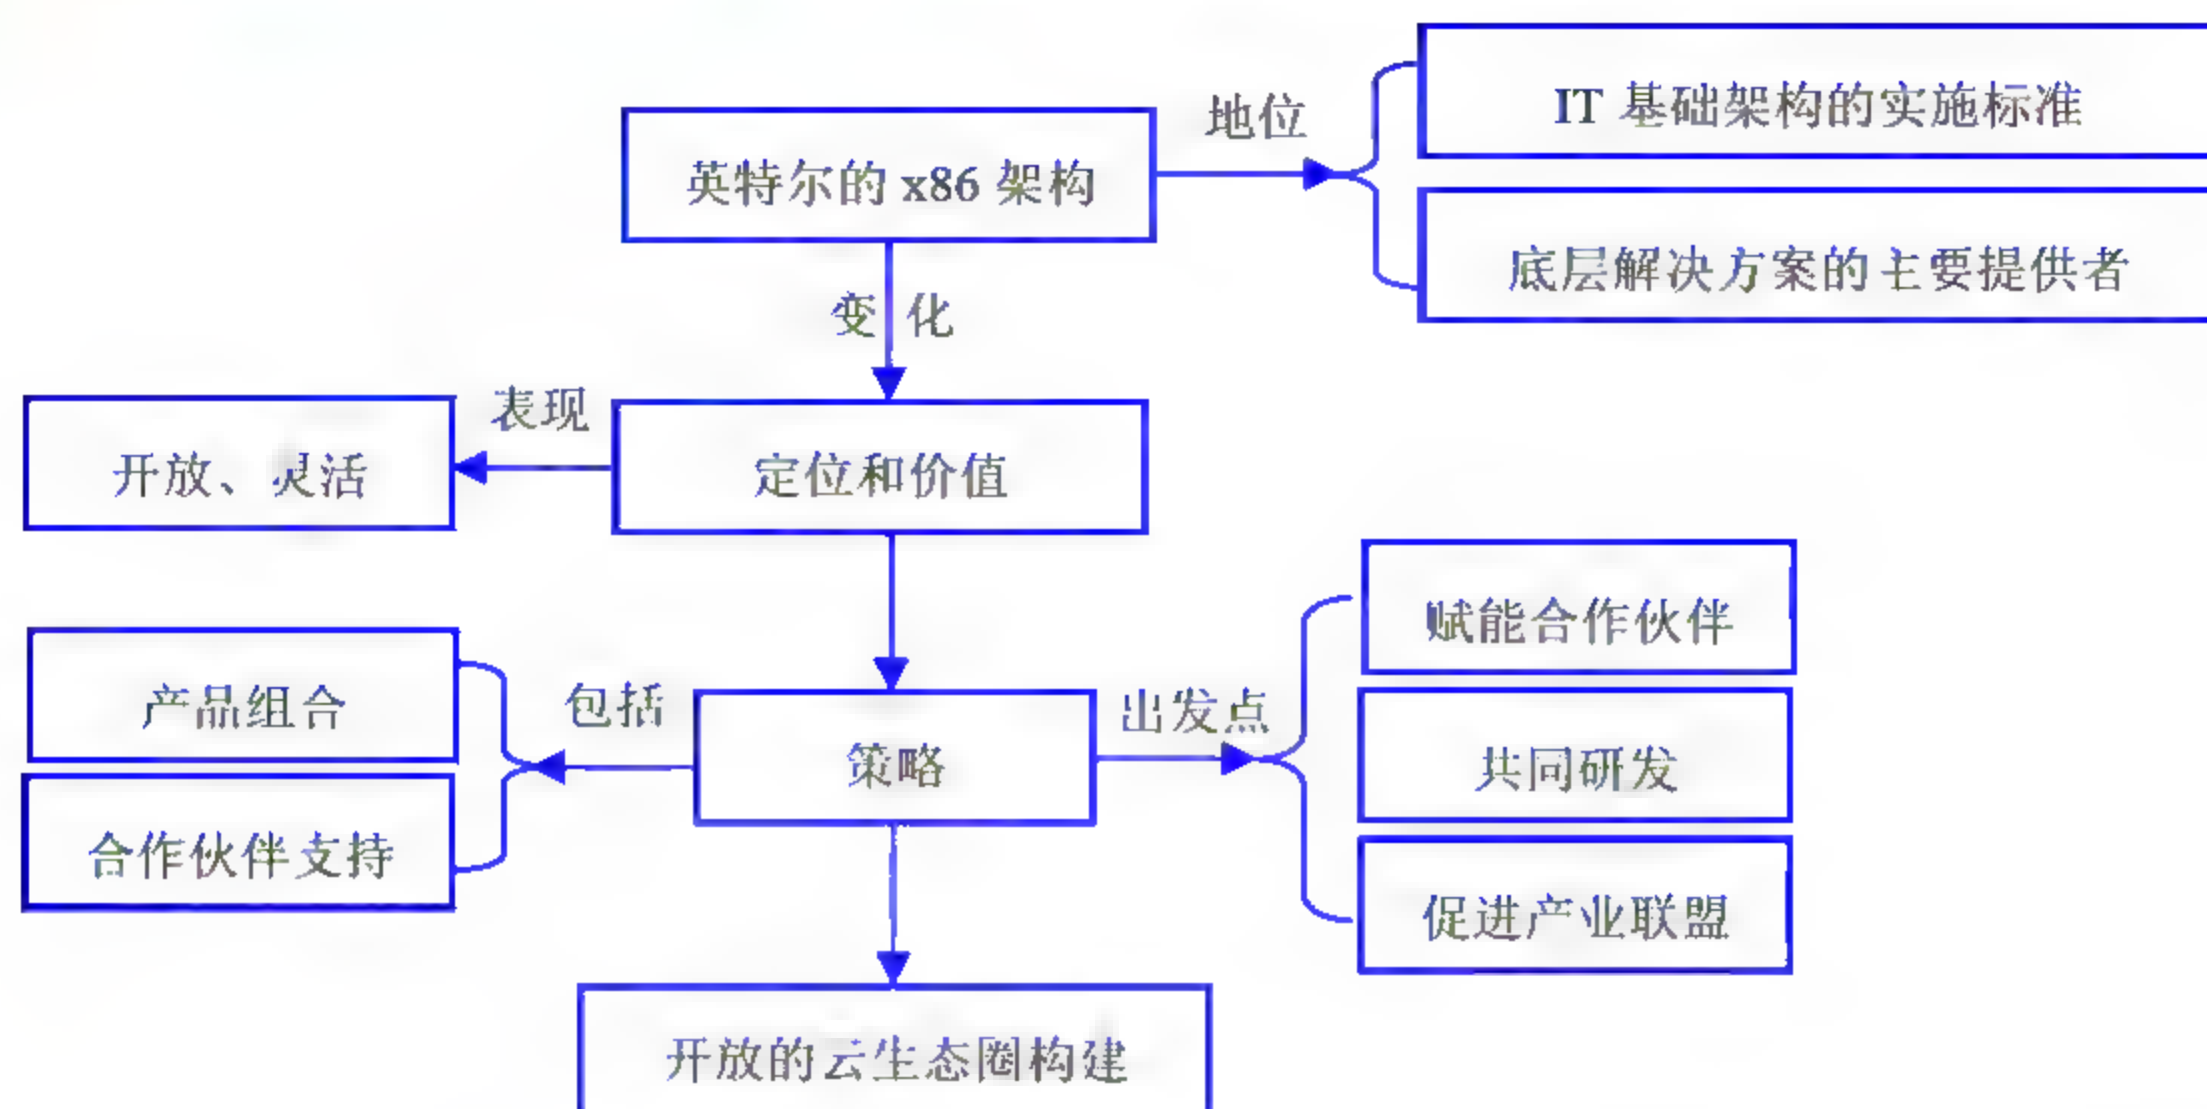 IT 基础架构的实施标准
地位
英特尔的 x86 架构
底层解决方案的主要提供者
变化
表现
开放、灵活
定位和价值
赋能合作伙伴
产品组合
包括
出发点
策略
共同研发
合作伙伴支持
促进产业联盟
开放的云生态圈构建